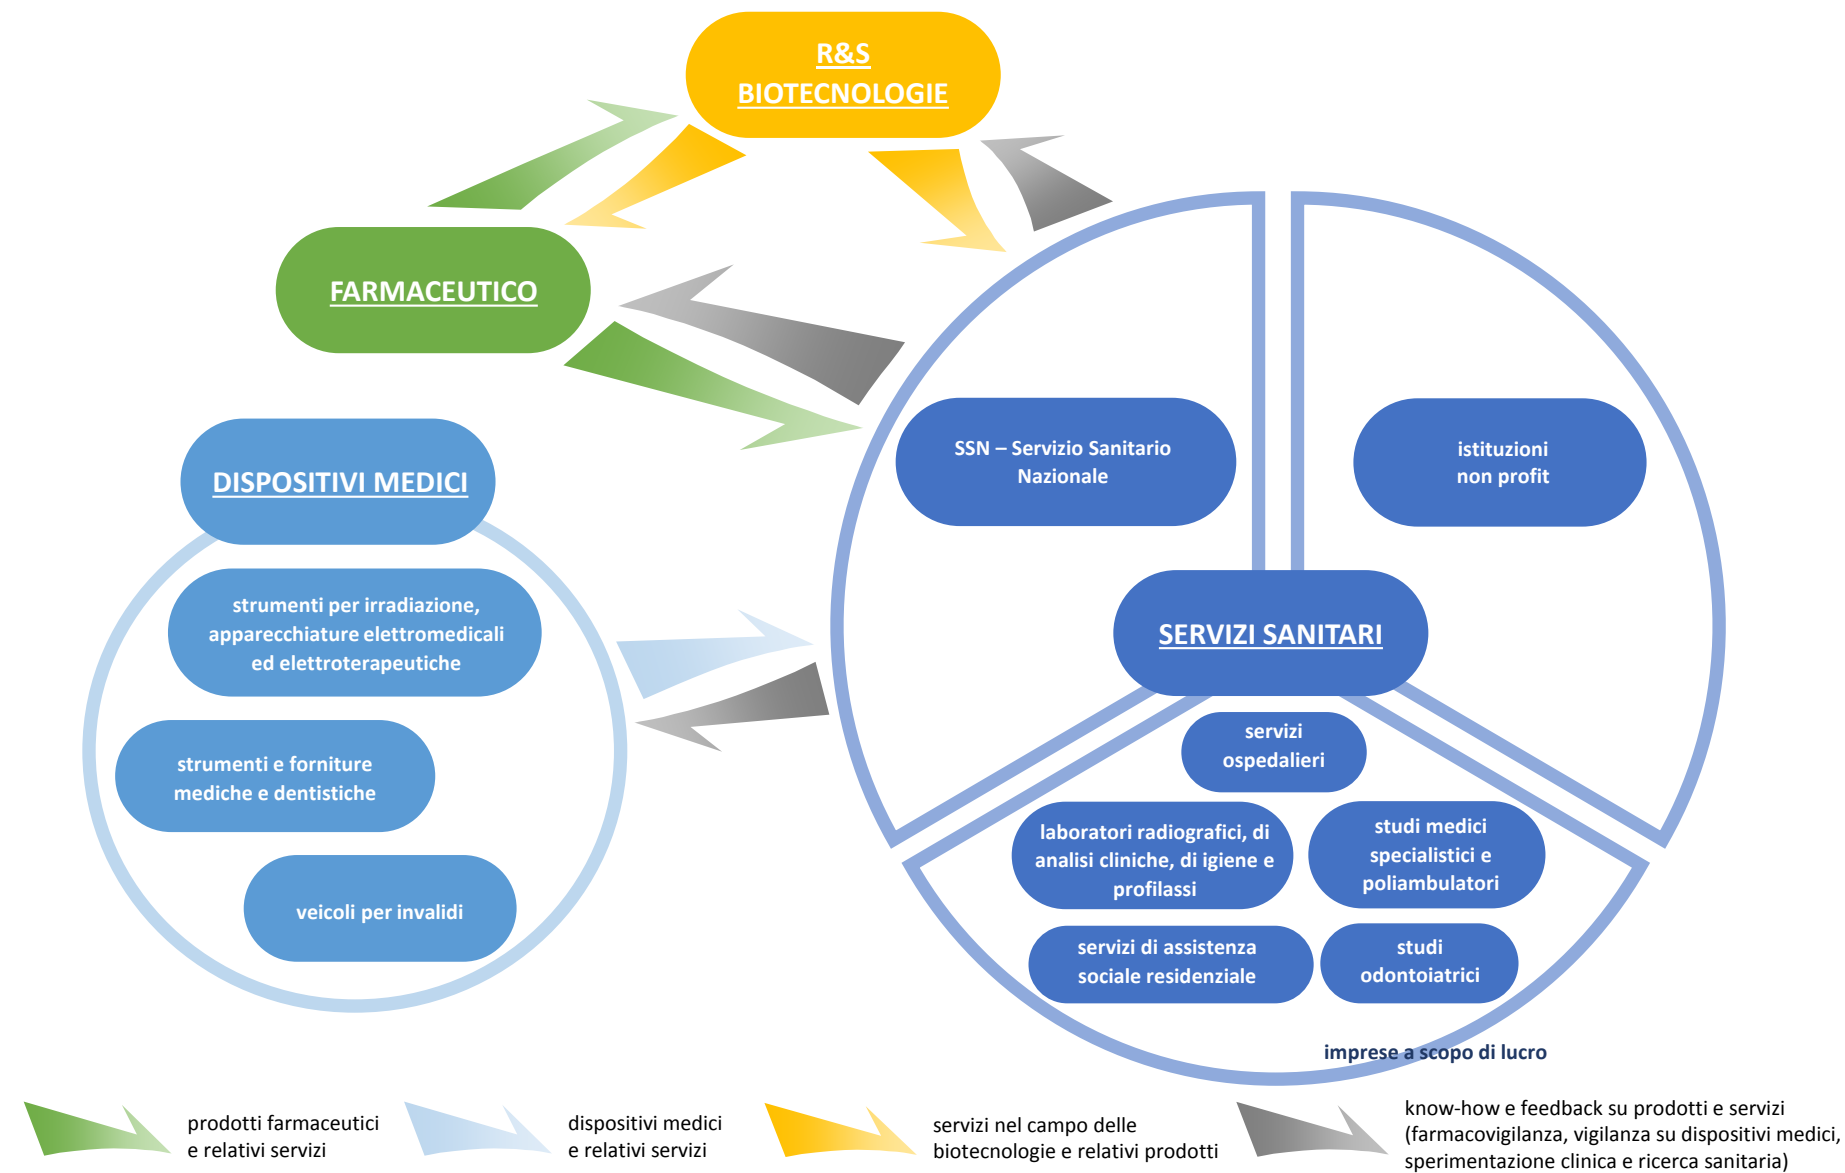 R&S
BIOTECNOLOGIE
FARMACEUTICO
DISPOSITIVI MEDICI
strumenti per irradiazione,
apparecchiature elettromedicali
ed elettroterapeutiche
strumenti e forniture
mediche e dentistiche
veicoli per invalidi
SSN – Servizio Sanitario
Nazionale
istituzioni
non profit
SERVIZI SANITARI
servizi
ospedalieri
laboratori radiografici, di
analisi cliniche, di igiene e
profilassi
studi medici
specialistici e
poliambulatori
servizi di assistenza
sociale residenziale
studi
odontoiatrici
imprese a scopo di lucro
prodotti farmaceutici
e relativi servizi
dispositivi medici
e relativi servizi
servizi nel campo delle
biotecnologie e relativi prodotti
know-how e feedback su prodotti e servizi
(farmacovigilanza, vigilanza su dispositivi medici,
sperimentazione clinica e ricerca sanitaria)